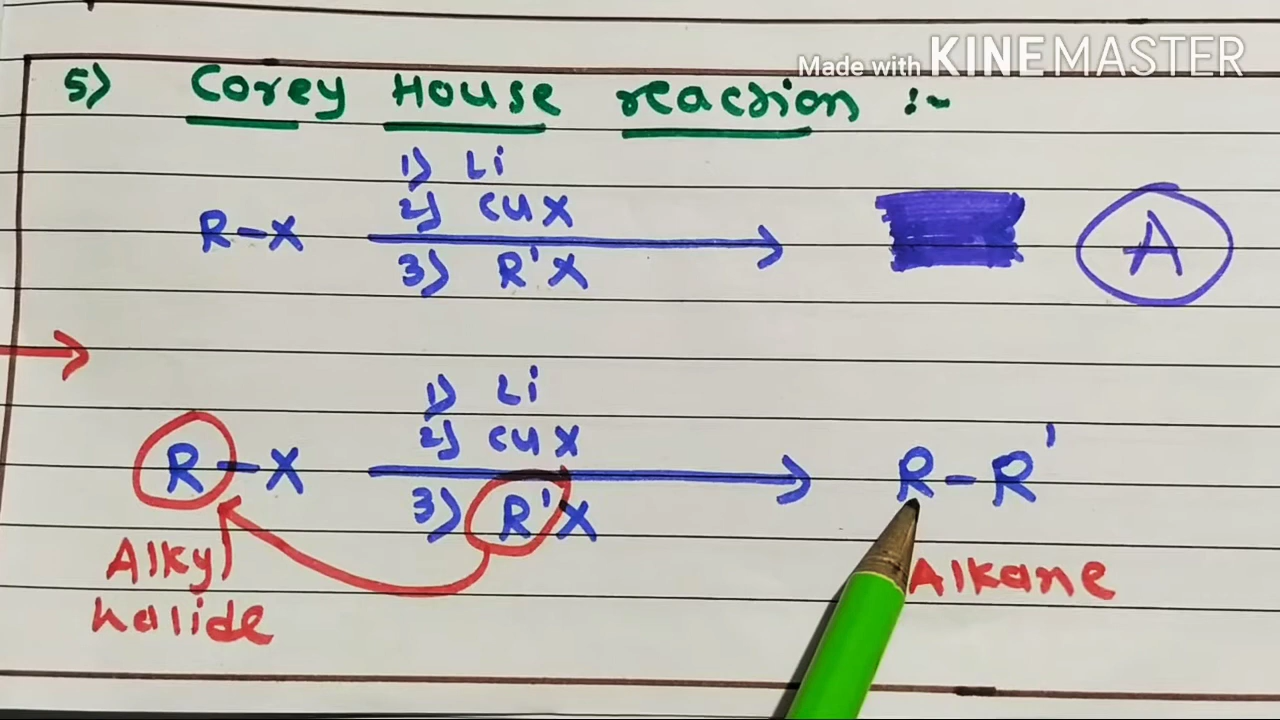 Made with KINEMASTER
5) Corey House reaction :-
1) Li
2) CuX
R-X
3) R'X
A
1) Li
2) CuX
R-X
R-R'
3) R'X
Alkyl
halide
Alkane